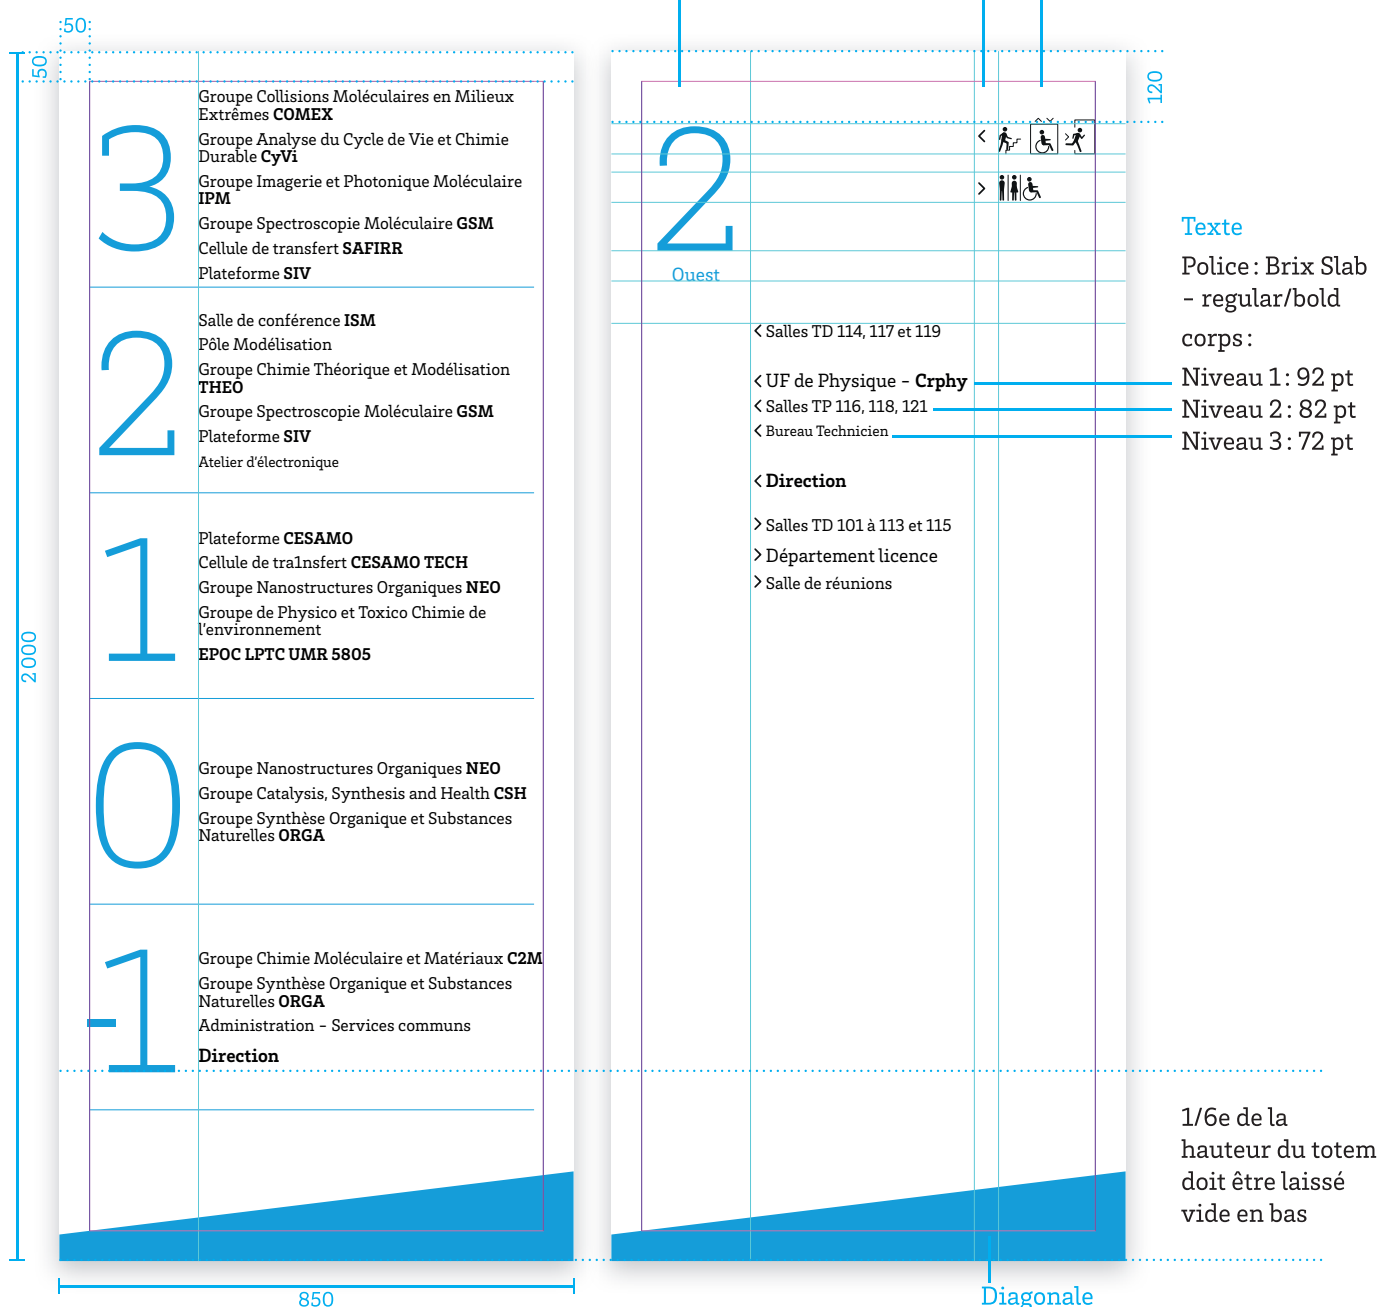 50
50
2000
3
Groupe Collisions Moléculaires en Milieux
Extrêmes COMEX
Groupe Analyse du Cycle de Vie et Chimie
Durable CyVi
Groupe Imagerie et Photonique Moléculaire
IPM
Groupe Spectroscopie Moléculaire GSM
Cellule de transfert SAFIRR
Plateforme SIV
2
Salle de conférence ISM
Pôle Modélisation
Groupe Chimie Théorique et Modélisation
THEO
Groupe Spectroscopie Moléculaire GSM
Plateforme SIV
Atelier d'électronique
1
Plateforme CESAMO
Cellule de tra1nsfert CESAMO TECH
Groupe Nanostructures Organiques NEO
Groupe de Physico et Toxico Chimie de
l'environnement
EPOC LPTC UMR 5805
0
Groupe Nanostructures Organiques NEO
Groupe Catalysis, Synthesis and Health CSH
Groupe Synthèse Organique et Substances
Naturelles ORGA
-1
Groupe Chimie Moléculaire et Matériaux C2M
Groupe Synthèse Organique et Substances
Naturelles ORGA
Administration - Services communs
Direction
850
120
2
Ouest
<
>
< Salles TD 114, 117 et 119
< UF de Physique - Crphy
< Salles TP 116, 118, 121
< Bureau Technicien
< Direction
> Salles TD 101 à 113 et 115
> Département licence
> Salle de réunions
Texte
Police : Brix Slab
- regular/bold
corps :
Niveau 1 : 92 pt
Niveau 2 : 82 pt
Niveau 3 : 72 pt
1/6e de la
hauteur du totem
doit être laissé
vide en bas
Diagonale